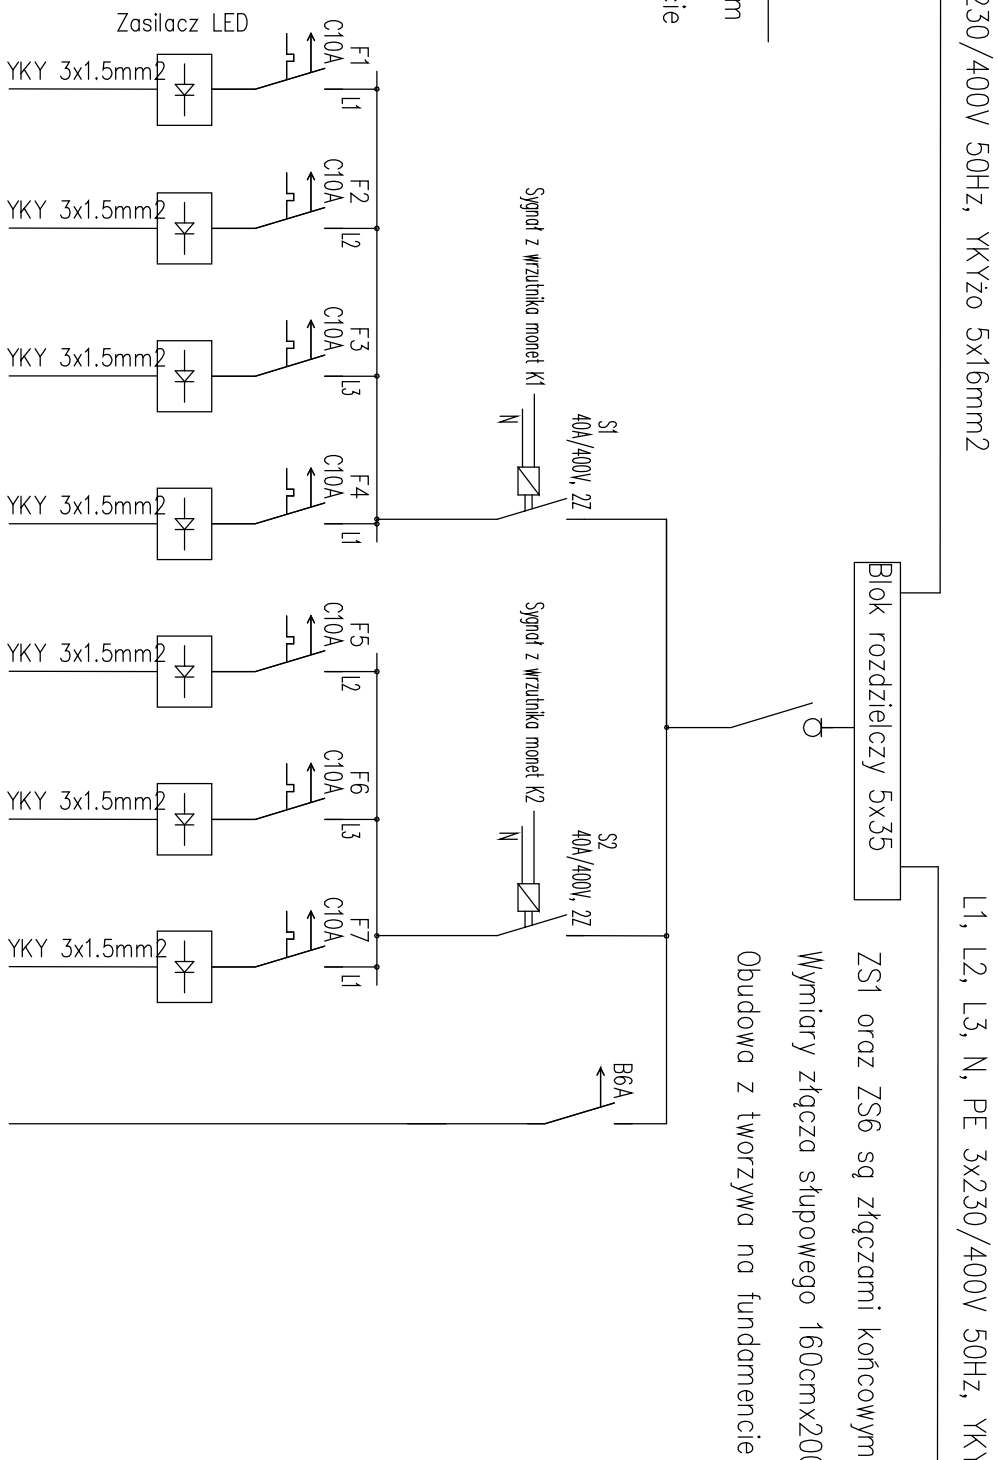 230/400V 50Hz, YKYżo 5x16mm2
L1, L2, L3, N, PE 3x230/400V 50Hz, YKY
Blok rozdzielczy 5x35
ZS1 oraz ZS6 są złączami końcowym
Wymiary złącza słupowego 160cmx200
Obudowa z tworzywa na fundamencie
m
cie
S1
40A/400V, 2Z
Sygnał z wrzutnika monet K1
N
S2
40A/400V, 2Z
Sygnał z wrzutnika monet K2
N
B6A
Zasilacz LED
F1
C10A
L1
YKY 3x1.5mm2
F2
C10A
L2
YKY 3x1.5mm2
F3
C10A
L3
YKY 3x1.5mm2
F4
C10A
L1
YKY 3x1.5mm2
F5
C10A
L2
YKY 3x1.5mm2
F6
C10A
L3
YKY 3x1.5mm2
F7
C10A
L1
YKY 3x1.5mm2